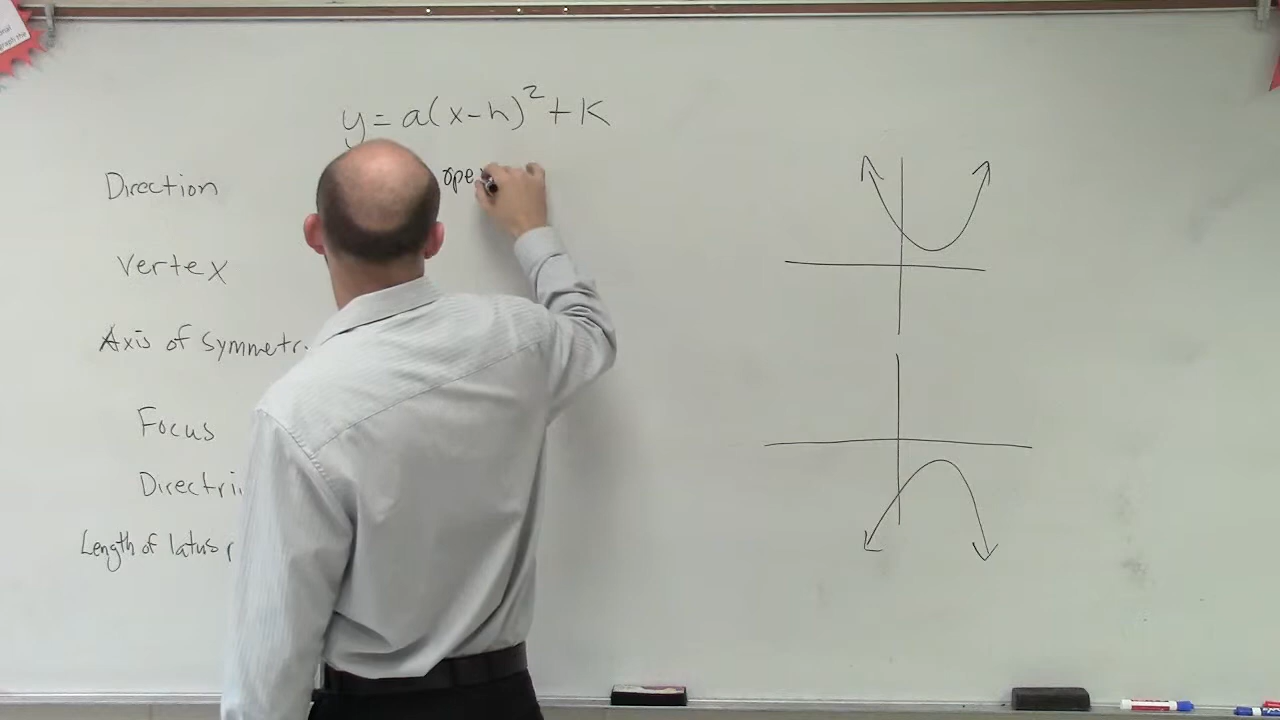 y = a(x-h)² + k
Direction ope
Vertex
Axis of Symmetr
Focus
Directri
Length of latus r